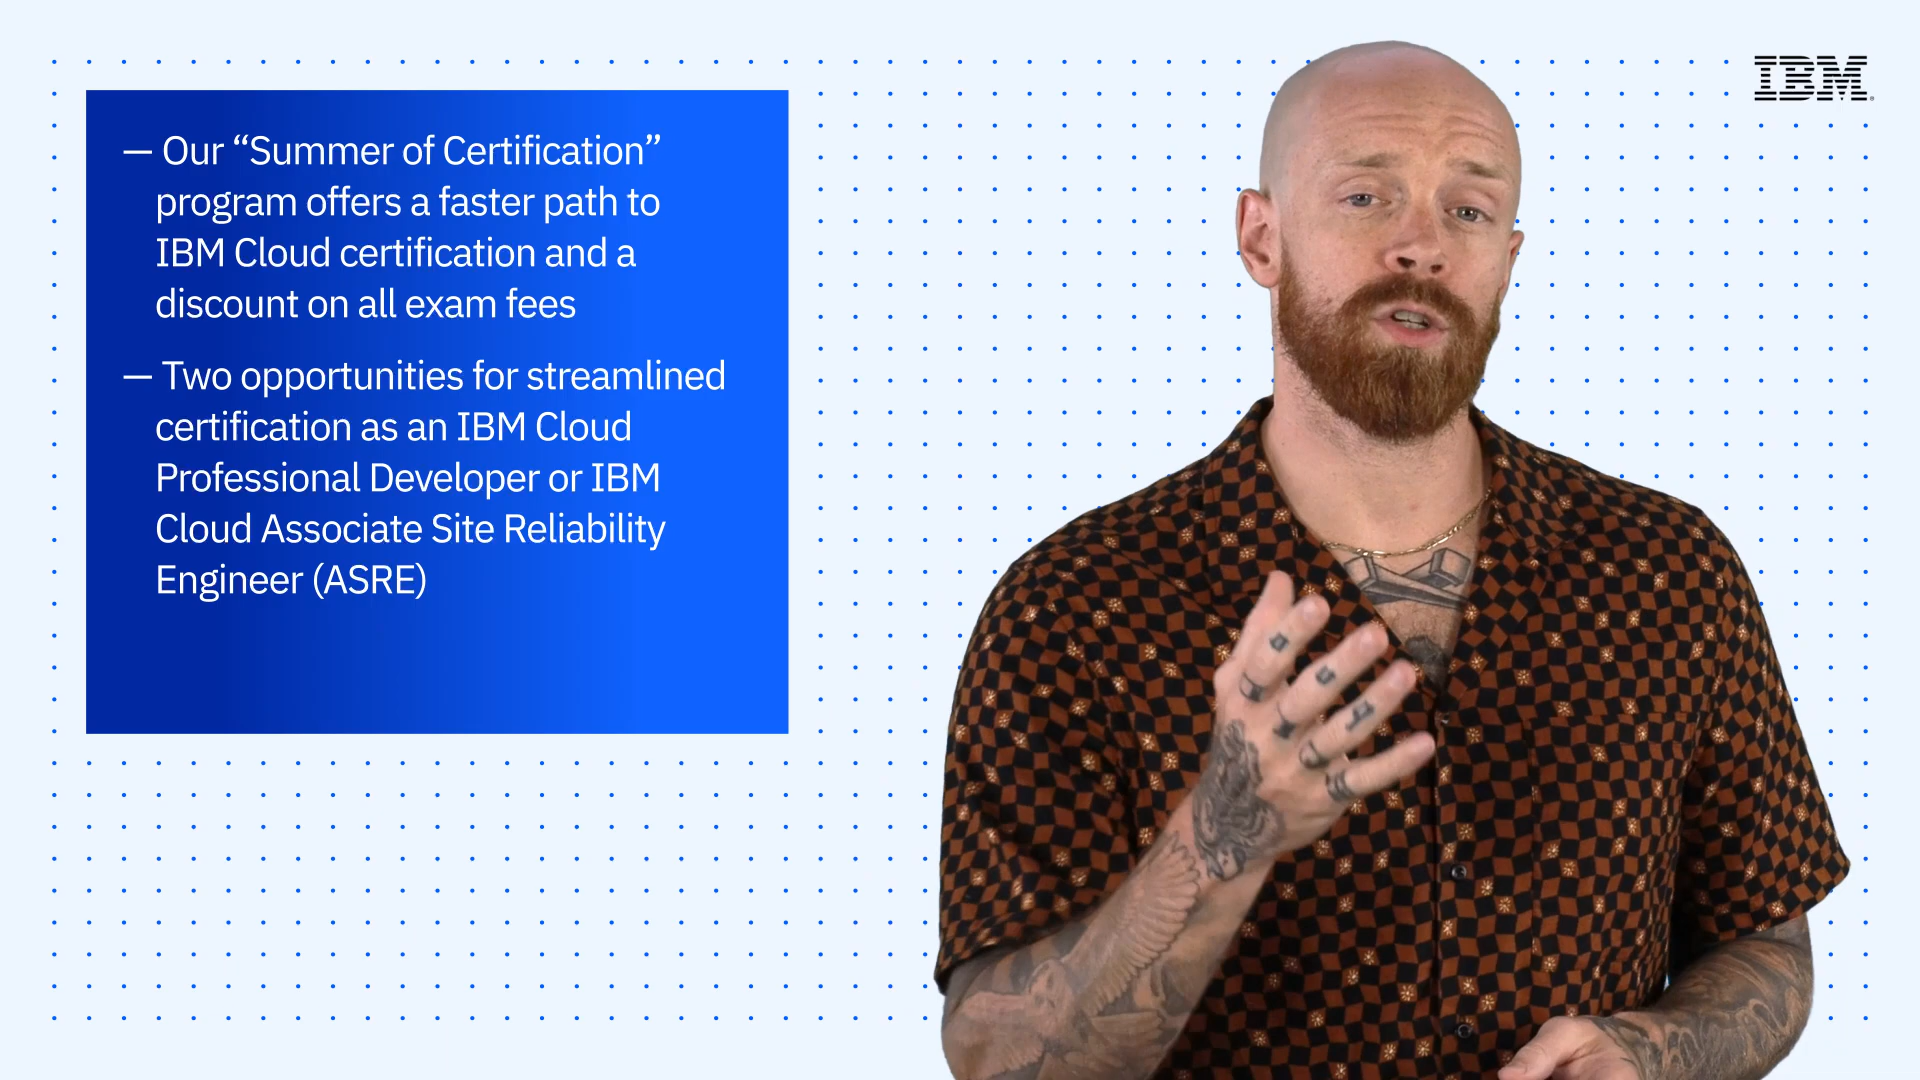 IBM
— Our “Summer of Certification”
program offers a faster path to
IBM Cloud certification and a
discount on all exam fees
— Two opportunities for streamlined
certification as an IBM Cloud
Professional Developer or IBM
Cloud Associate Site Reliability
Engineer (ASRE)